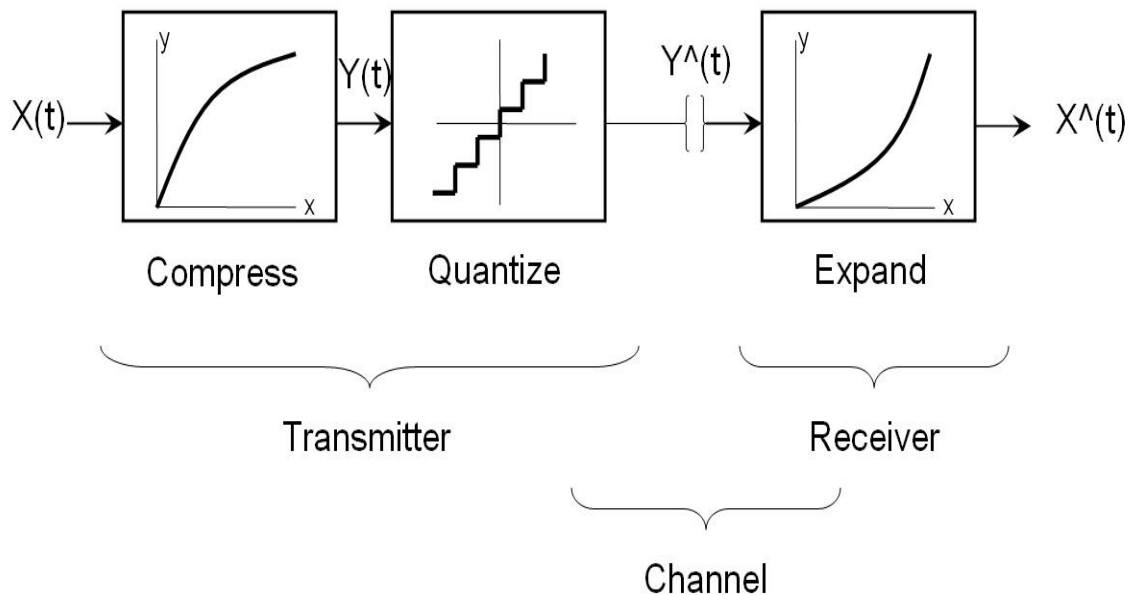 y
x
y
x
X(t)
Y(t)
Y^(t)
X^(t)
Compress
Quantize
Expand
Transmitter
Receiver
Channel